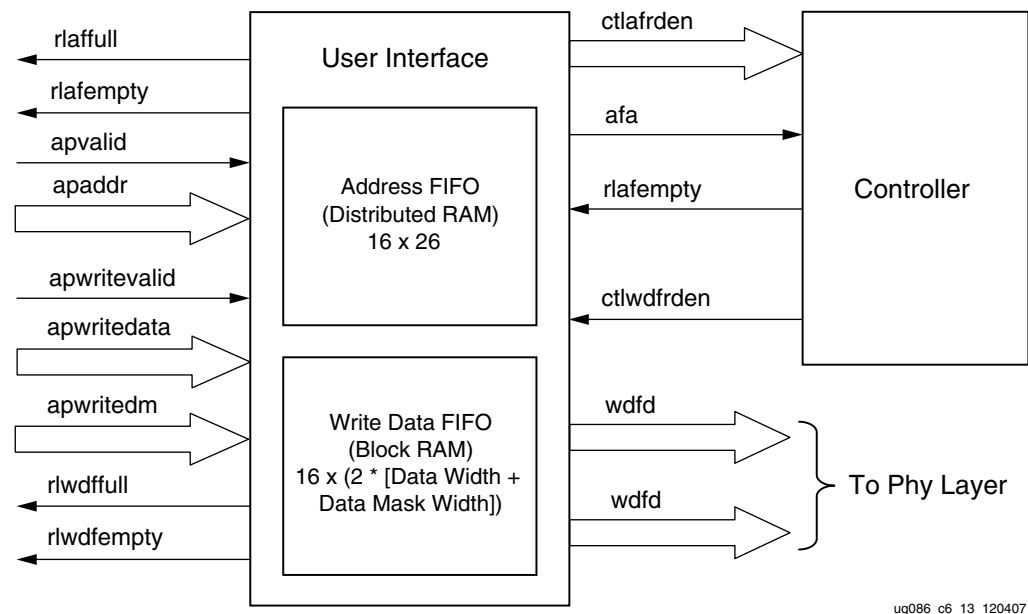 rlaffull
rlafempty
apvalid
apaddr
apwritevalid
apwritedata
apwritedm
rlwdffull
rlwdfempty
User Interface
Address FIFO
(Distributed RAM)
16 x 26
Write Data FIFO
(Block RAM)
16 x (2 * [Data Width +
Data Mask Width])
ctlafrden
afa
rlafempty
ctlwdfrden
wdfd
wdfd
Controller
To Phy Layer
ug086_c6_13_120407